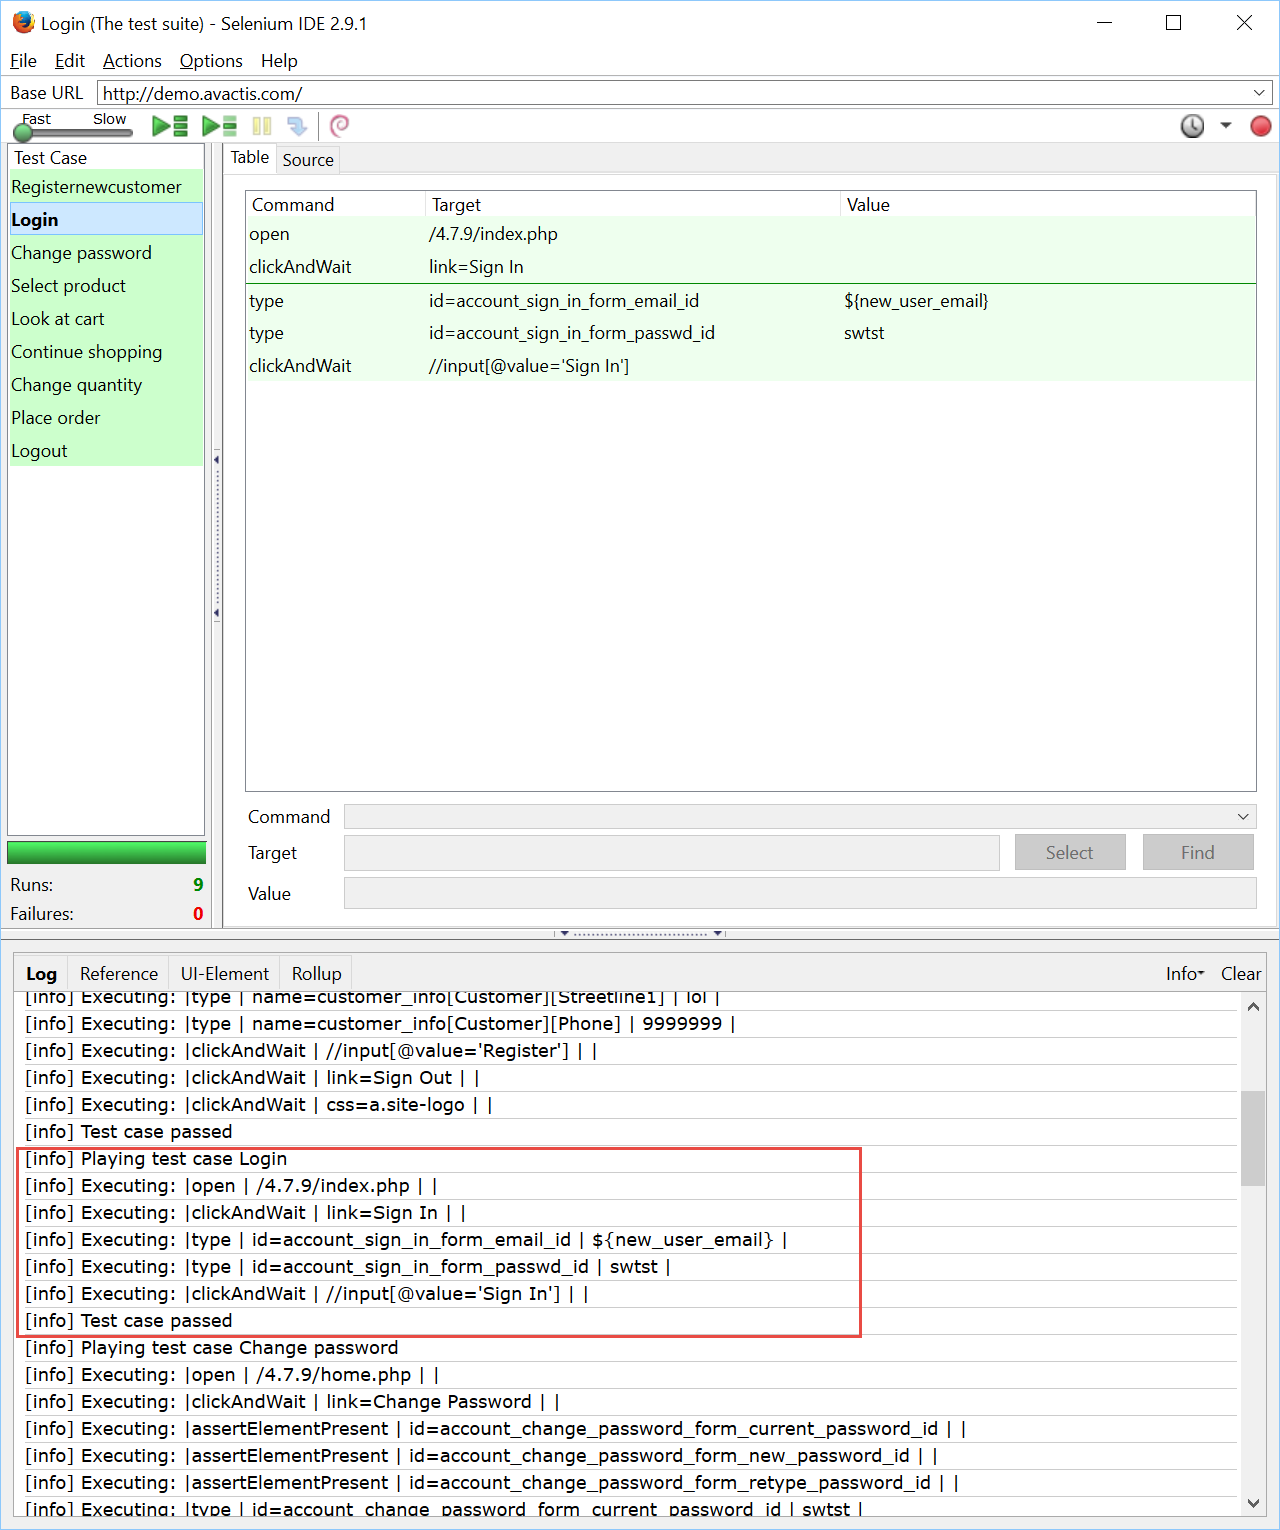 Login (The test suite) - Selenium IDE 2.9.1
File Edit Actions Options Help
Base URL http://demo.avactis.com/
Fast Slow
Test Case
Registernewcustomer
Login
Change password
Select product
Look at cart
Continue shopping
Change quantity
Place order
Logout
Runs: 9
Failures: 0
Table Source
Command Target Value
open /4.7.9/index.php
clickAndWait link=Sign In
type id=account_sign_in_form_email_id ${new_user_email}
type id=account_sign_in_form_passwd_id swtst
clickAndWait //input[@value='Sign In']
Command
Target Select Find
Value
Log Reference UI-Element Rollup Info Clear
[info] Executing: |type | name=customer_info[Customer][Streetline1] | lol |
[info] Executing: |type | name=customer_info[Customer][Phone] | 9999999 |
[info] Executing: |clickAndWait | //input[@value='Register'] | |
[info] Executing: |clickAndWait | link=Sign Out | |
[info] Executing: |clickAndWait | css=a.site-logo | |
[info] Test case passed
[info] Playing test case Login
[info] Executing: |open | /4.7.9/index.php | |
[info] Executing: |clickAndWait | link=Sign In | |
[info] Executing: |type | id=account_sign_in_form_email_id | ${new_user_email} |
[info] Executing: |type | id=account_sign_in_form_passwd_id | swtst |
[info] Executing: |clickAndWait | //input[@value='Sign In'] | |
[info] Test case passed
[info] Playing test case Change password
[info] Executing: |open | /4.7.9/home.php | |
[info] Executing: |clickAndWait | link=Change Password | |
[info] Executing: |assertElementPresent | id=account_change_password_form_current_password_id | |
[info] Executing: |assertElementPresent | id=account_change_password_form_new_password_id | |
[info] Executing: |assertElementPresent | id=account_change_password_form_retype_password_id | |
[info] Executing: |type | id=account_change_password_form_current_password_id | swtst |